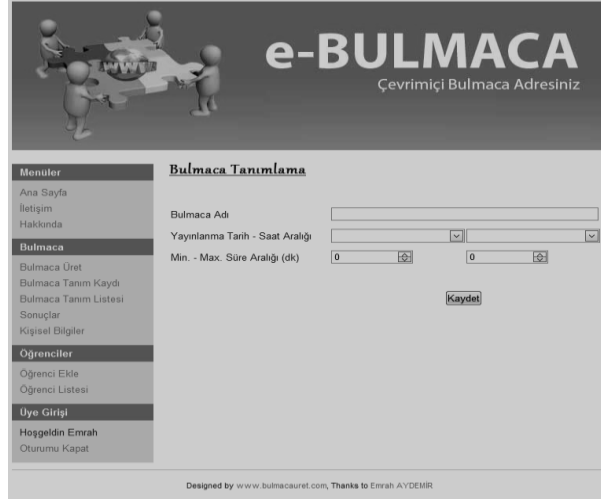 www
e-BULMACA
Çevrimiçi Bulmaca Adresiniz
Menüler
Ana Sayfa
İletişim
Hakkında
Bulmaca
Bulmaca Üret
Bulmaca Tanım Kaydı
Bulmaca Tanım Listesi
Sonuçlar
Kişisel Bilgiler
Öğrenciler
Öğrenci Ekle
Öğrenci Listesi
Üye Girişi
Hoşgeldin Emrah
Oturumu Kapat
Bulmaca Tanımlama
Bulmaca Adı
Yayınlanma Tarih - Saat Aralığı
Min. - Max. Süre Aralığı (dk) 0 0
Kaydet
Designed by www.bulmacauret.com, Thanks to Emrah AYDEMİR